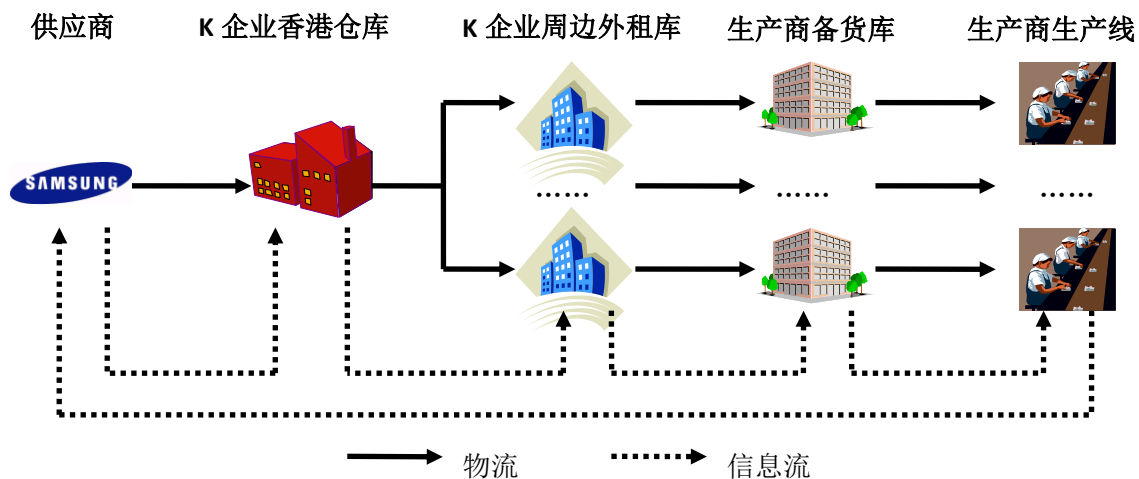 供应商
K 企业香港仓库
K 企业周边外租库
生产商备货库
生产商生产线
SAMSUNG
…… …… ……
物流
信息流